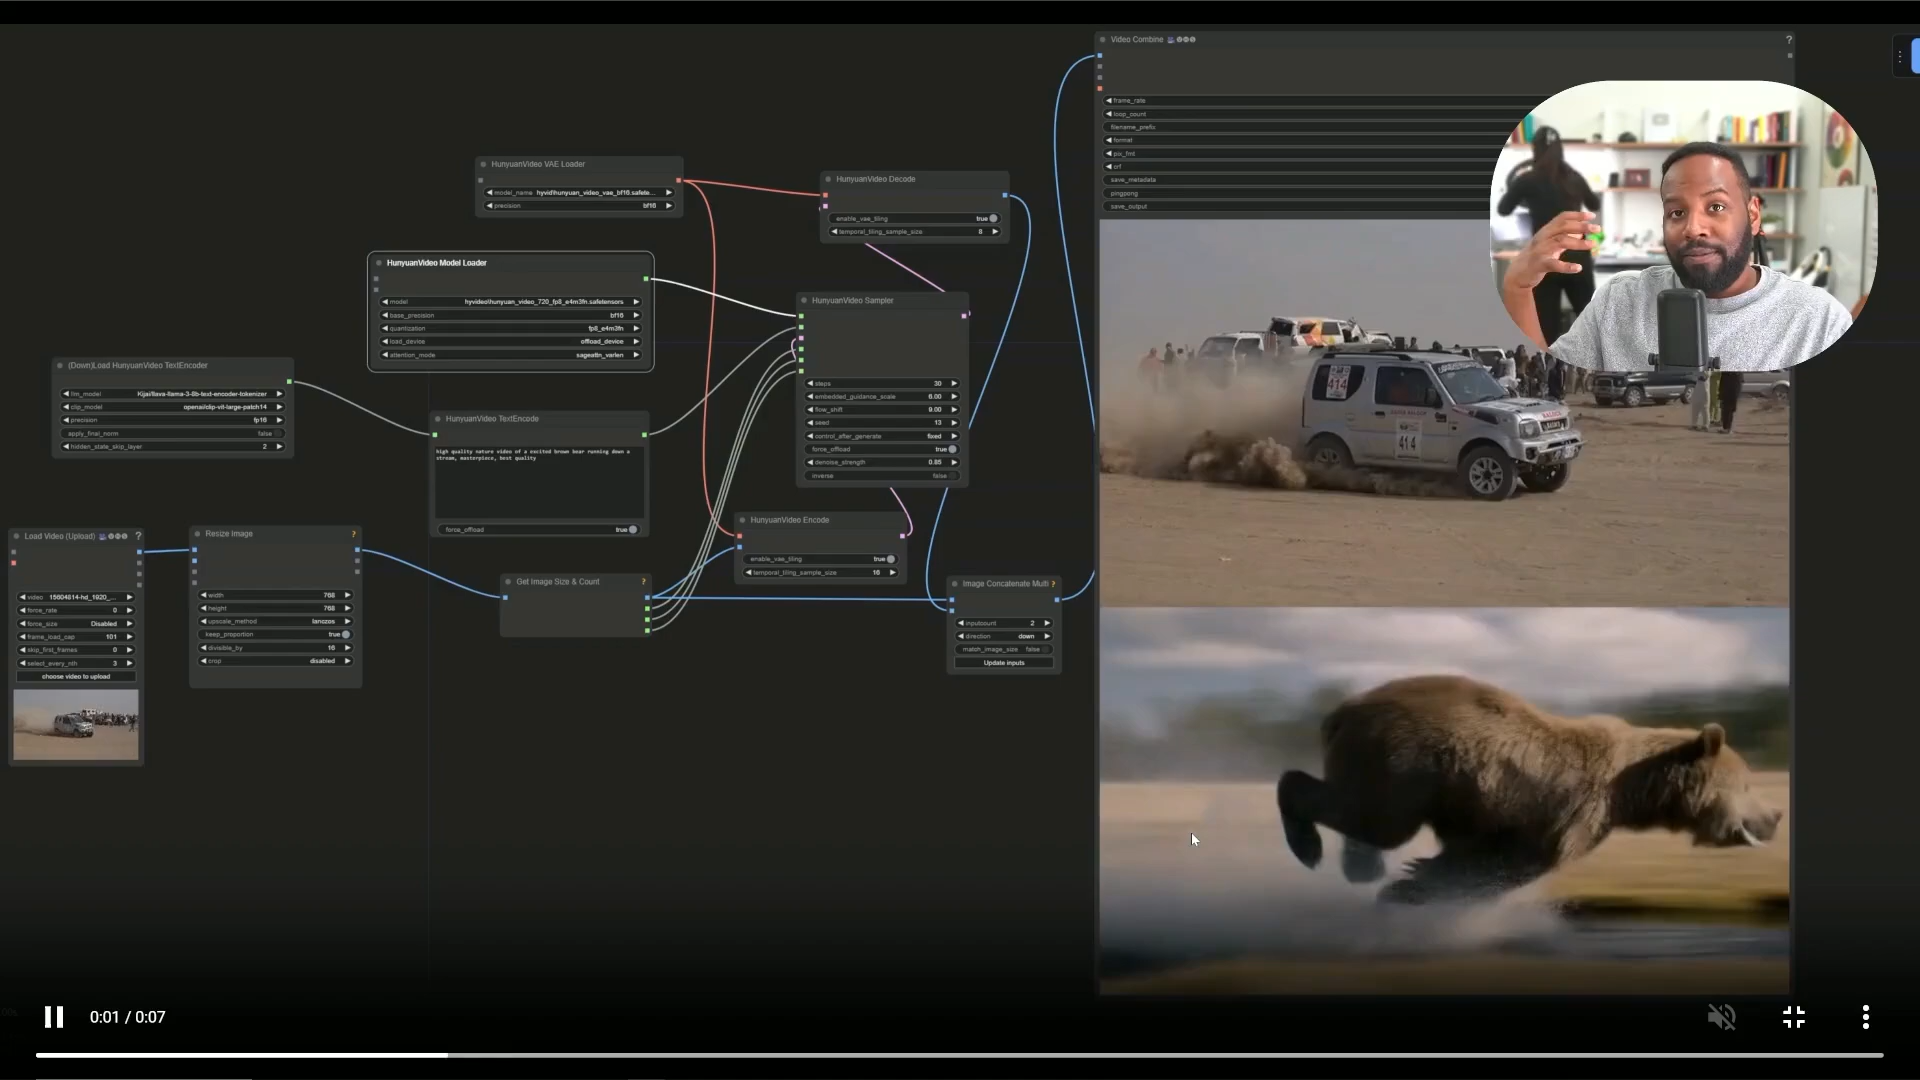 Video Combine
?
frame_rate
loop_count
filename_prefix
format
pix_fmt
crf
save_metadata
pingpong
save_output
HunyuanVideo VAE Loader
model_name hyvid\hunyuan_video_vae_bf16.safete...
precision bf16
HunyuanVideo Decode
enable_vae_tiling true
temporal_tiling_sample_size 8
HunyuanVideo Model Loader
model hyvideo\hunyuan_video_720_fp8_e4m3fn.safetensors
base_precision bf16
quantization fp8_e4m3fn
load_device offload_device
attention_mode sageattn_varlen
HunyuanVideo Sampler
steps 30
embedded_guidance_scale 6.00
flow_shift 9.00
seed 13
control_after_generate fixed
force_offload true
denoise_strength 0.85
inverse false
(Down)Load HunyuanVideo TextEncoder
llm_model Kijai/llava-llama-3-8b-text-encoder-tokenizer
clip_model openai/clip-vit-large-patch14
precision fp16
apply_final_norm false
hidden_state_skip_layer 2
HunyuanVideo TextEncode
high quality nature video of a excited brown bear running down a
stream, masterpiece, best quality
force_offload true
HunyuanVideo Encode
enable_vae_tiling true
temporal_tiling_sample_size 16
Load Video (Upload) ?
video 15604814-hd_1920_...
force_rate 0
force_size Disabled
frame_load_cap 101
skip_first_frames 0
select_every_nth 3
choose video to upload
Resize Image ?
width 768
height 768
upscale_method lanczos
keep_proportion true
divisible_by 16
crop disabled
Get Image Size & Count ?
Image Concatenate Multi ?
inputcount 2
direction down
match_image_size false
Update inputs
414
414
0:01 / 0:07